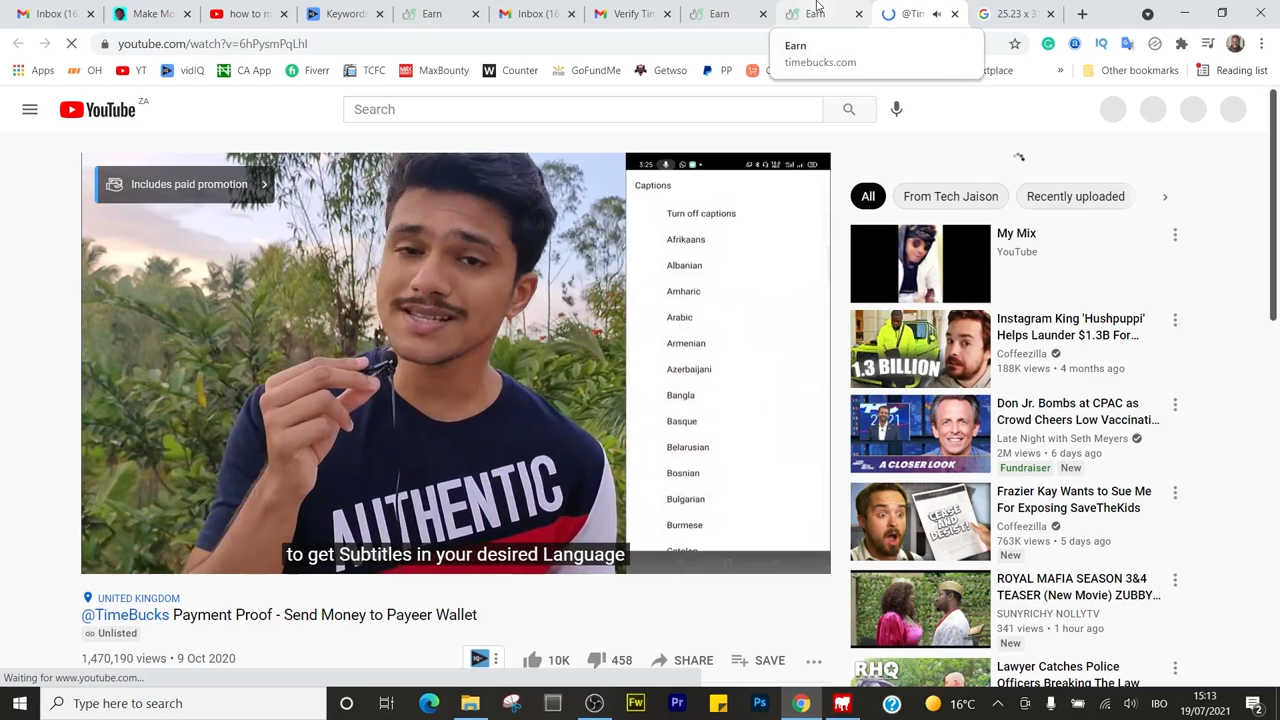 Inbox (16
Make Mo
how to m
Keywords
Earn
Inbox (16
Verify T
Earn
Earn
@Tim
25.23 x 3
youtube.com/watch?v=6hPysmPqLhI
Earn
timebucks.com
Apps
OH
YT
vidIQ
CA App
Fiverr
TCFC
MaxBounty
Counter
GoFundMe
Getwso
PP
ketplace
»
Other bookmarks
Reading list
YouTube ZA
Search
Includes paid promotion
3:25
Captions
Turn off captions
Afrikaans
Albanian
Amharic
Arabic
Armenian
Azerbaijani
Bangla
Basque
Belarusian
Bosnian
Bulgarian
Burmese
Catalan
AUTHENTIC
to get Subtitles in your desired Language
UNITED KINGDOM
@TimeBucks Payment Proof - Send Money to Payeer Wallet
Unlisted
1,470,190 views • 9 Oct 2020
10K
458
SHARE
SAVE
All
From Tech Jaison
Recently uploaded
My Mix
YouTube
1.3 BILLION
Instagram King 'Hushpuppi'
Helps Launder $1.3B For…
Coffeezilla
188K views • 4 months ago
2021
A CLOSER LOOK
Don Jr. Bombs at CPAC as
Crowd Cheers Low Vaccinati…
Late Night with Seth Meyers
2M views • 6 days ago
Fundraiser
New
CEASE AND DESIST!
Frazier Kay Wants to Sue Me
For Exposing SaveTheKids
Coffeezilla
763K views • 5 days ago
New
ROYAL MAFIA SEASON 3&4
TEASER (New Movie) ZUBBY…
SUNYRICHY NOLLYTV
341 views • 1 hour ago
New
RHQ
Lawyer Catches Police
Officers Breaking The Law
Waiting for www.youtube.com...
Type here to search
16°C
IBO
15:13
19/07/2021
2